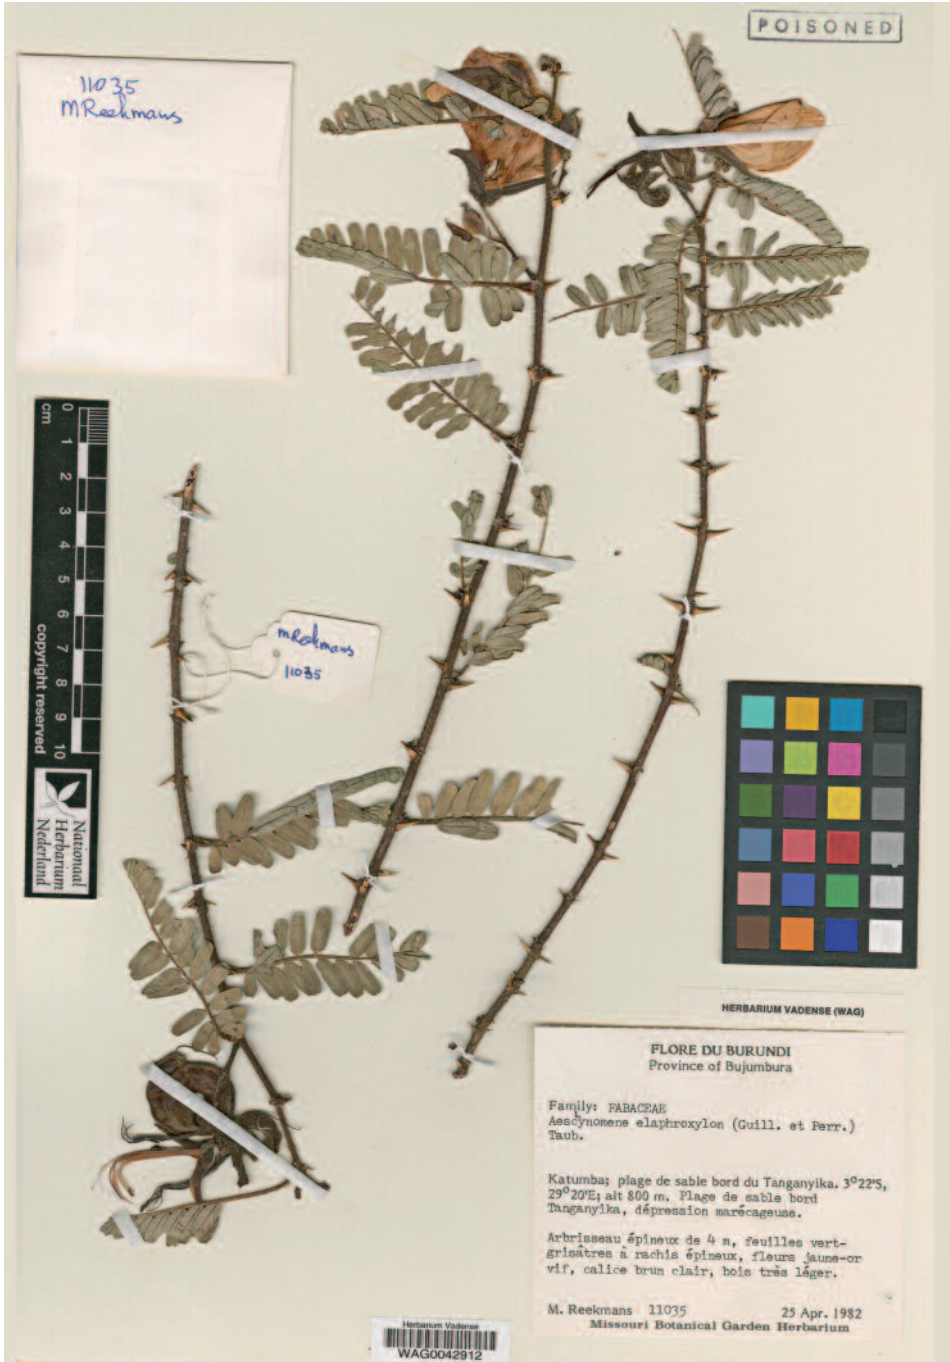 POISONED
11035
MReekmans
cm
0
1
2
3
4
5
6
7
8
9
10
copyright reserved
Nationaal
Herbarium
Nederland
MReekmans
11035
HERBARIUM VADENSE (WAG)
FLORE DU BURUNDI
Province of Bujumbura
Family: FABACEAE
Aescynomene elaphroxylon (Guill. et Perr.)
Taub.
Katumba; plage de sable bord du Tanganyika. 3°22'S,
29°20'E; alt 800 m. Plage de sable bord
Tanganyika, dépression marécageuse.
Arbrisseau épineux de 4 m, feuilles vert-
grisâtres à rachis épineux, fleurs jaune-or
vif, calice brun clair, bois très léger.
M. Reekmans 11035 25 Apr. 1982
Missouri Botanical Garden Herbarium
Herbarium Vadense
WAG0042912